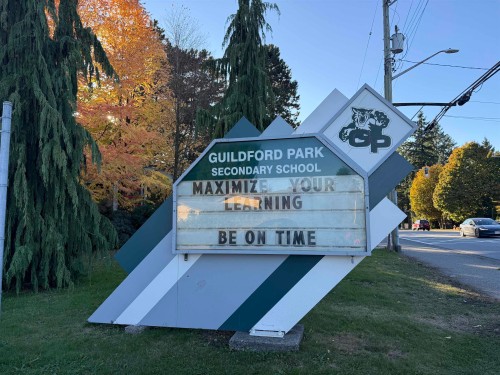 GP
GUILDFORD PARK
SECONDARY SCHOOL
MAXIMIZE YOUR
LEARNING
BE ON TIME